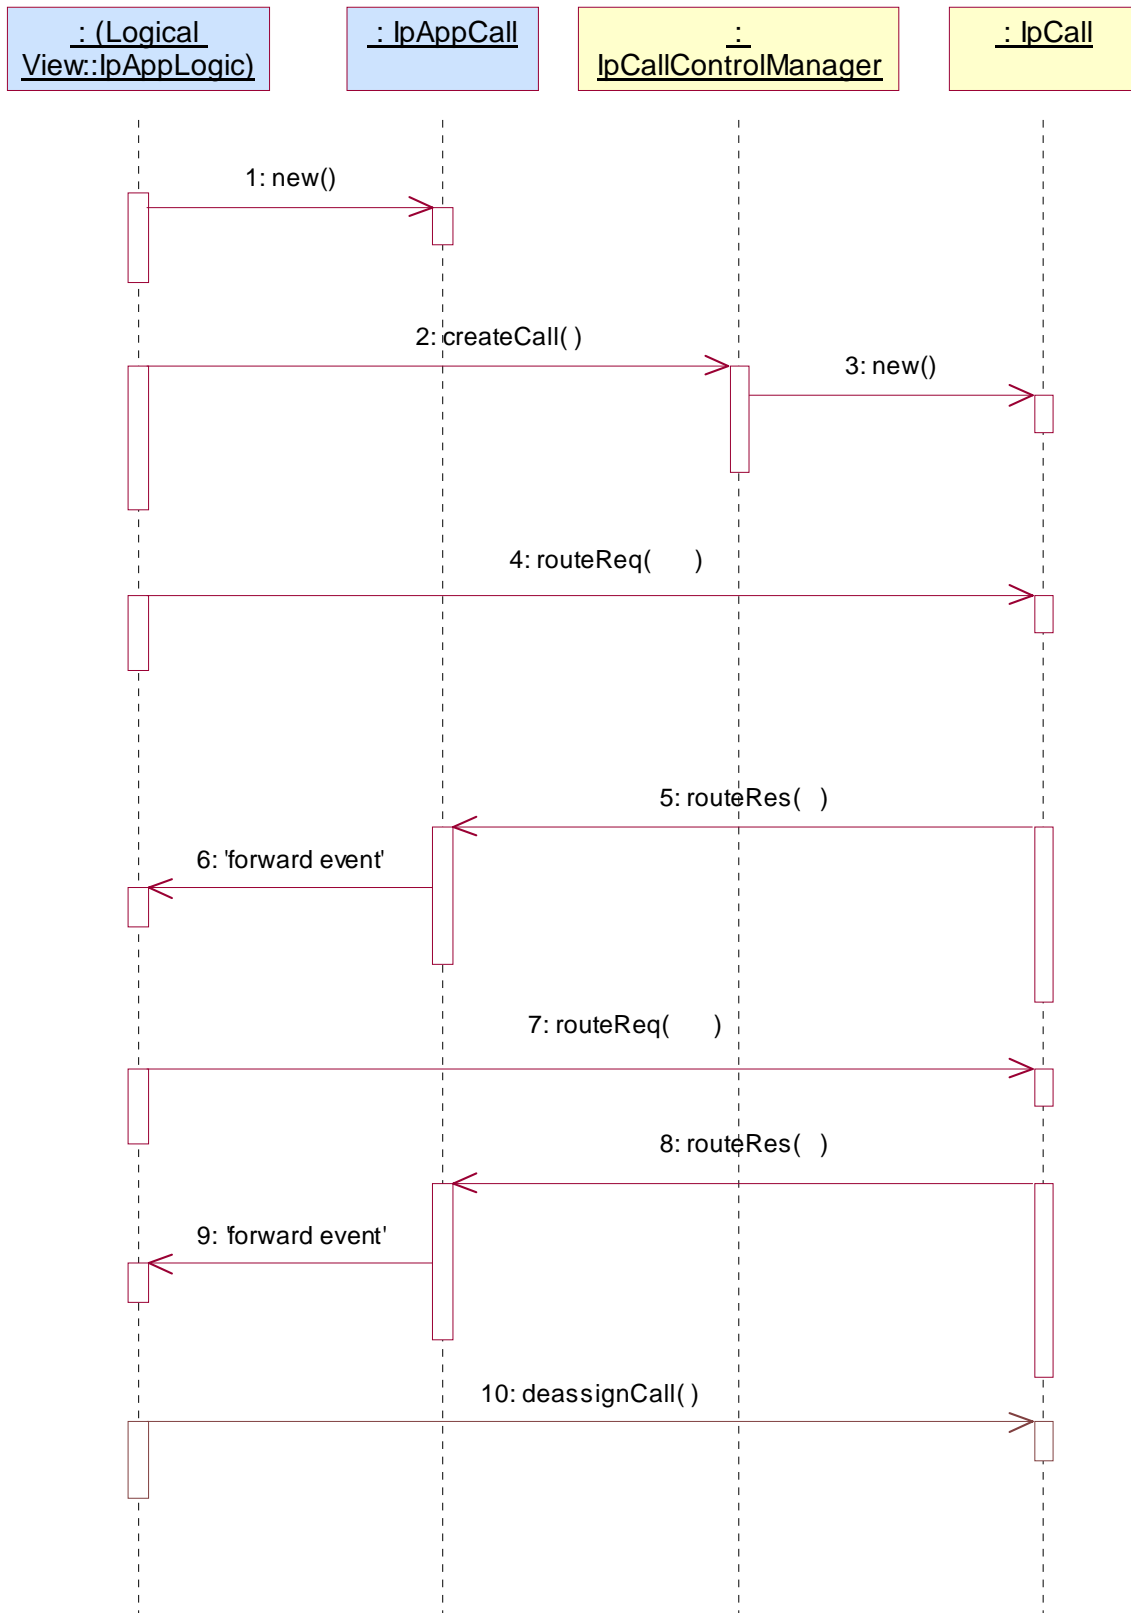 : (Logical
View::IpAppLogic)
: IpAppCall
:
IpCallControlManager
: IpCall
1: new()
2: createCall( )
3: new()
4: routeReq(      )
5: routeRes(  )
6: 'forward event'
7: routeReq(      )
8: routeRes(  )
9: 'forward event'
10: deassignCall( )